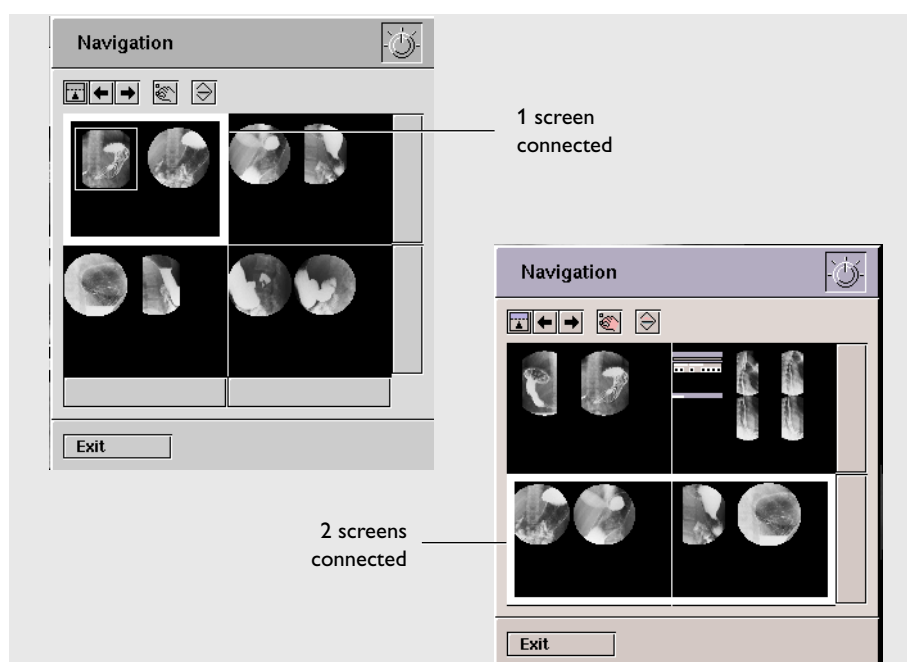 Navigation
1 screen
connected
Navigation
Exit
2 screens
connected
Exit